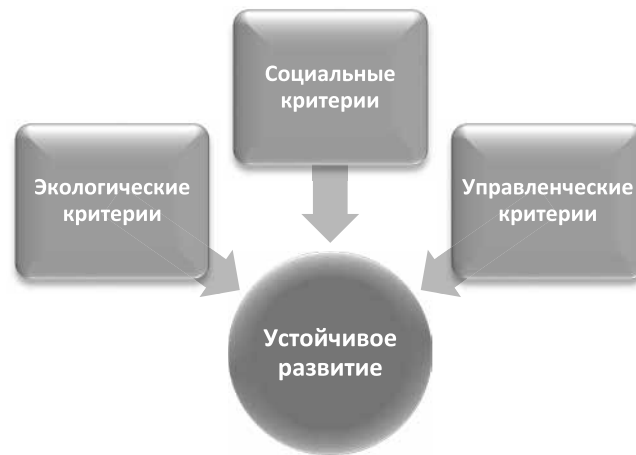 Социальные
критерии
Экологические
критерии
Управленческие
критерии
Устойчивое
развитие